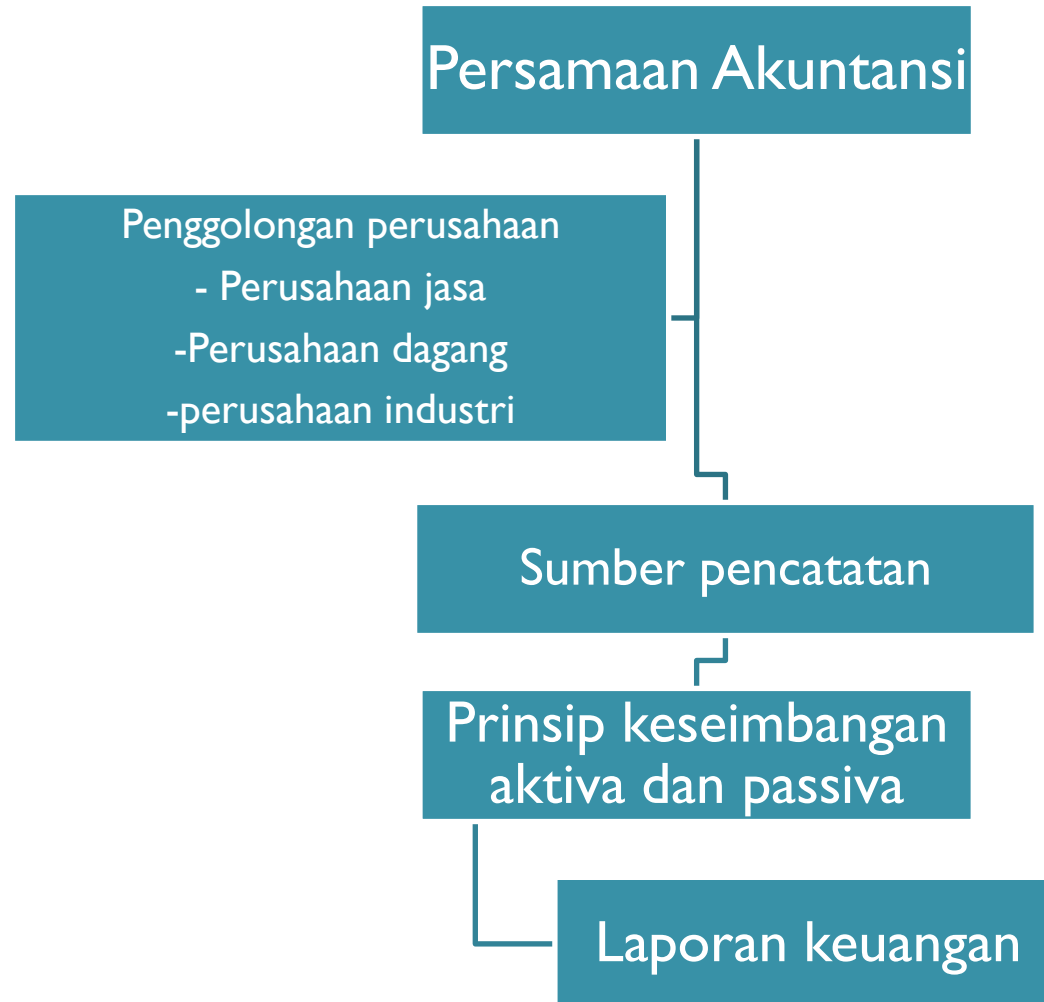 Persamaan Akuntansi
Penggolongan perusahaan
- Perusahaan jasa
-Perusahaan dagang
-perusahaan industri
Sumber pencatatan
Prinsip keseimbangan
aktiva dan passiva
Laporan keuangan